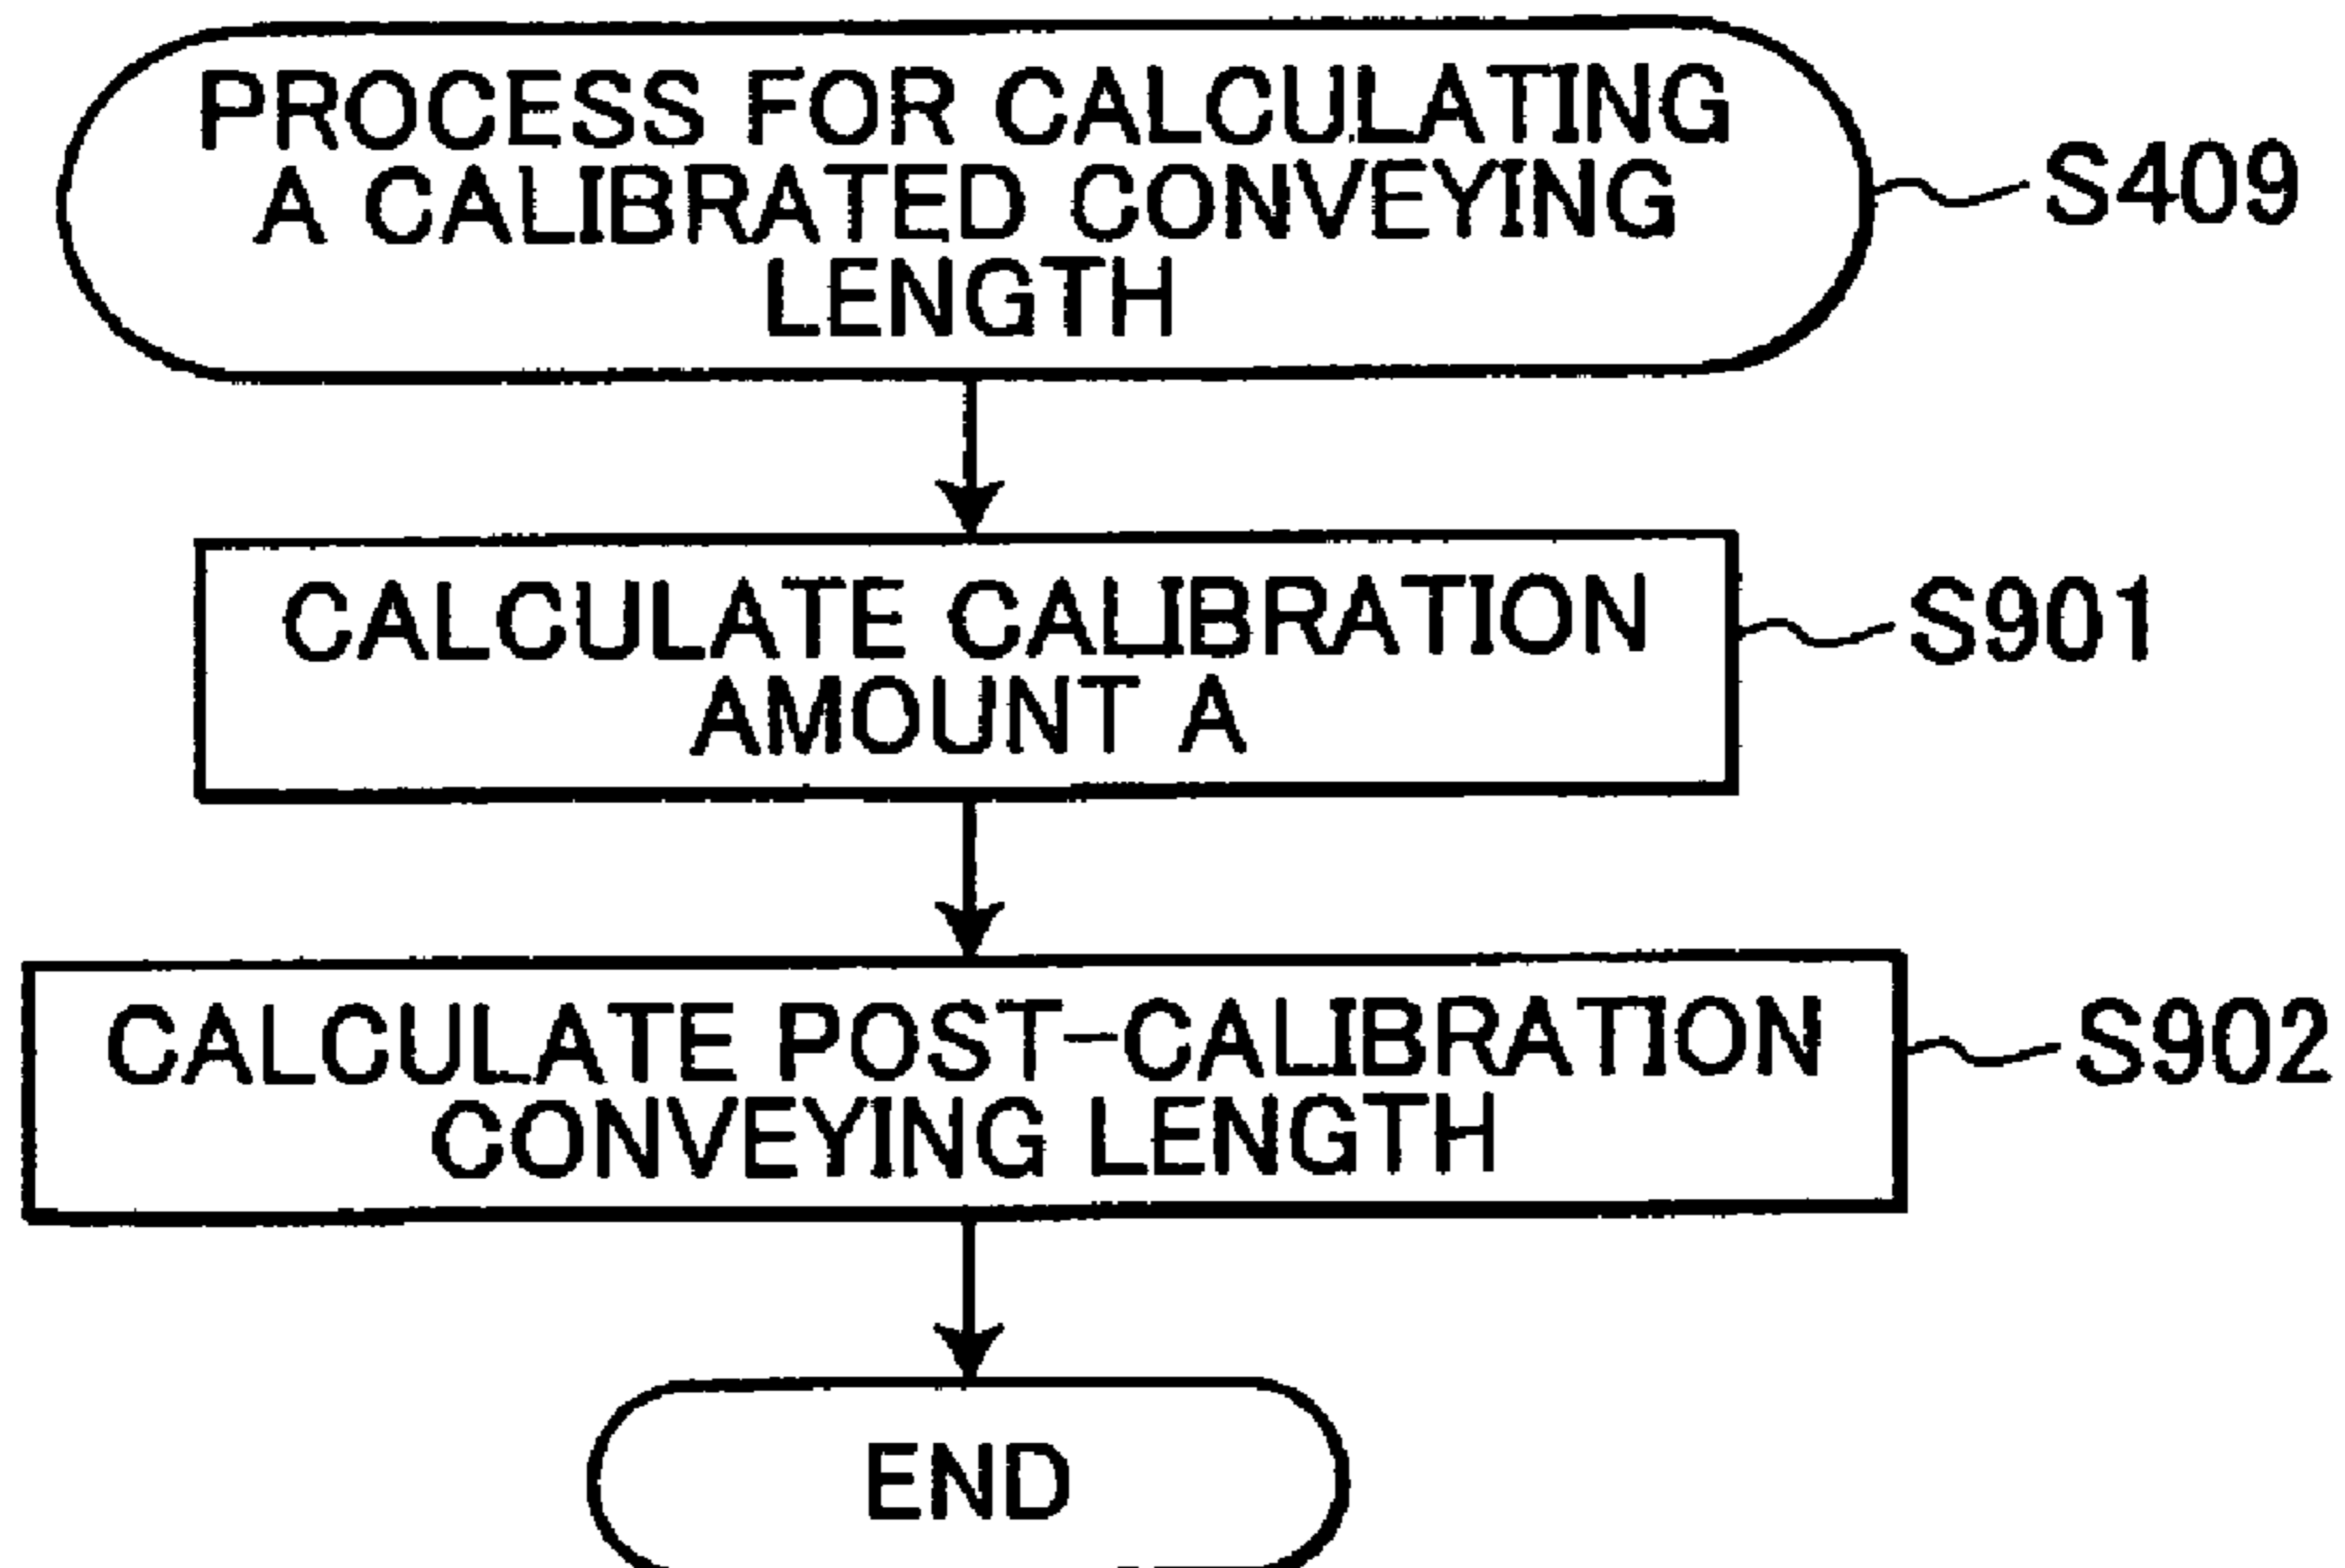 PROCESS FOR CALCULATING
A CALIBRATED CONVEYING
LENGTH
S409
CALCULATE CALIBRATION
AMOUNT A
S901
CALCULATE POST-CALIBRATION
CONVEYING LENGTH
S902
END